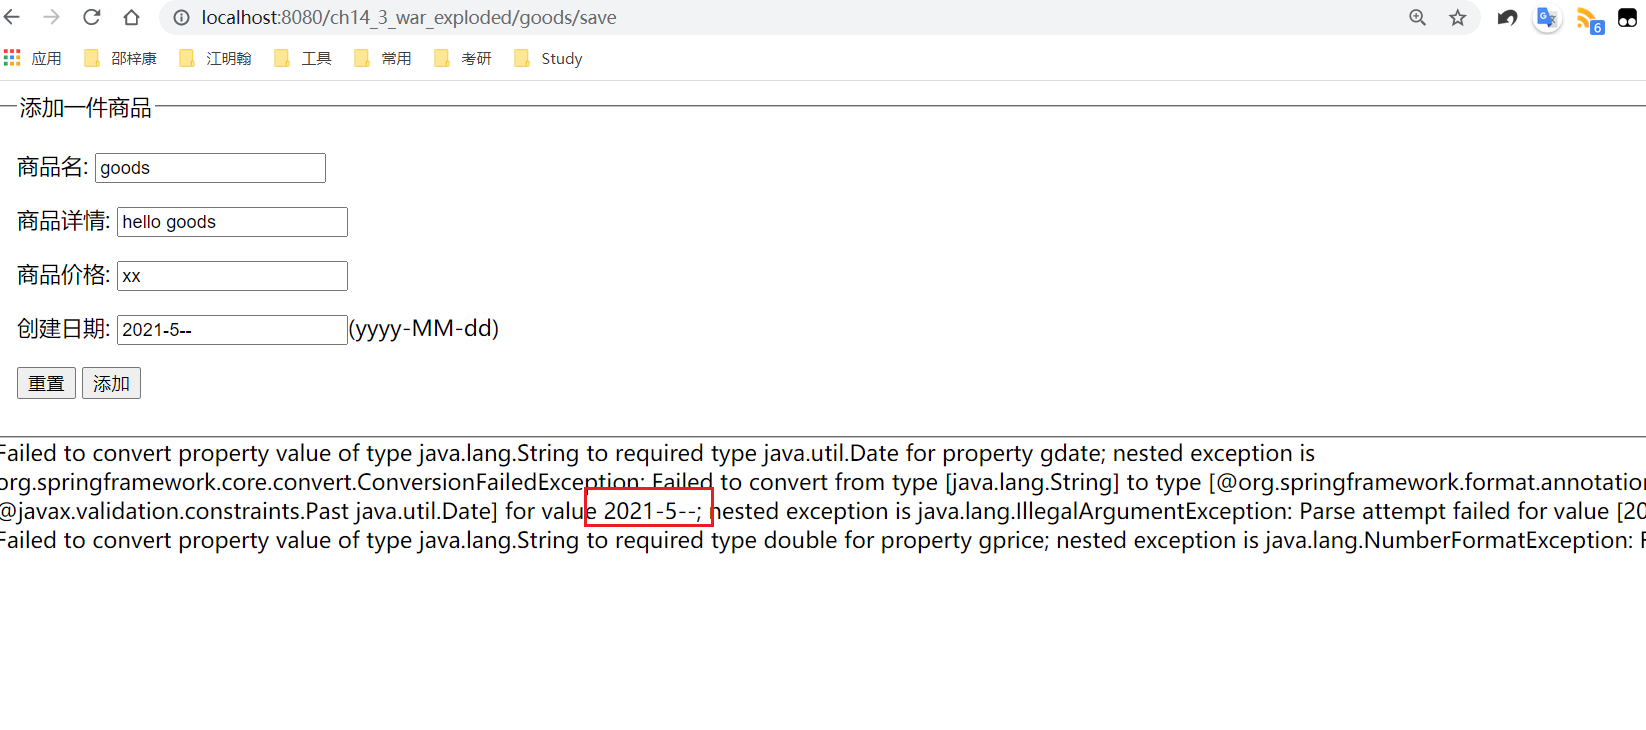 localhost:8080/ch14_3_war_exploded/goods/save
6
应用 邵梓康 江明翰 工具 常用 考研 Study
添加一件商品
商品名: goods
商品详情: hello goods
商品价格: xx
创建日期: 2021-5-- (yyyy-MM-dd)
重置 添加
Failed to convert property value of type java.lang.String to required type java.util.Date for property gdate; nested exception is
org.springframework.core.convert.ConversionFailedException: Failed to convert from type [java.lang.String] to type [@org.springframework.format.annotation
@javax.validation.constraints.Past java.util.Date] for value 2021-5--; nested exception is java.lang.IllegalArgumentException: Parse attempt failed for value [20
Failed to convert property value of type java.lang.String to required type double for property gprice; nested exception is java.lang.NumberFormatException: F